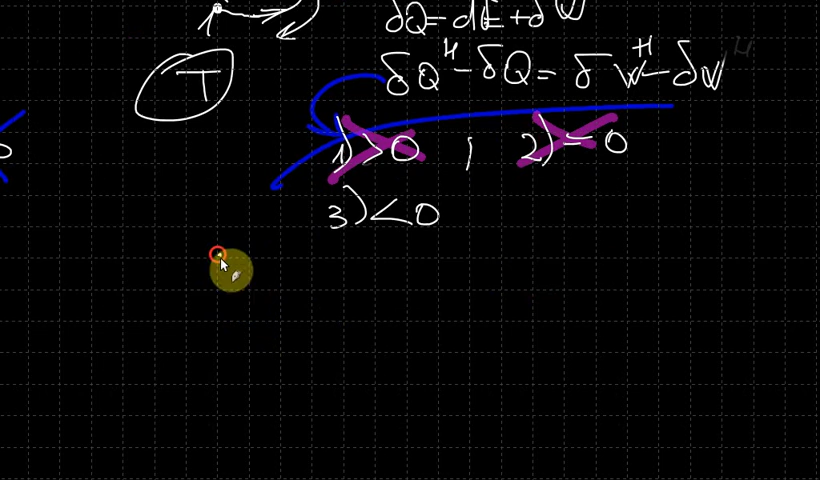 δQ = dE + δW
T
δQᴴ - δQ = δWᴴ - δW
1) > 0 ; 2) = 0
3) < 0